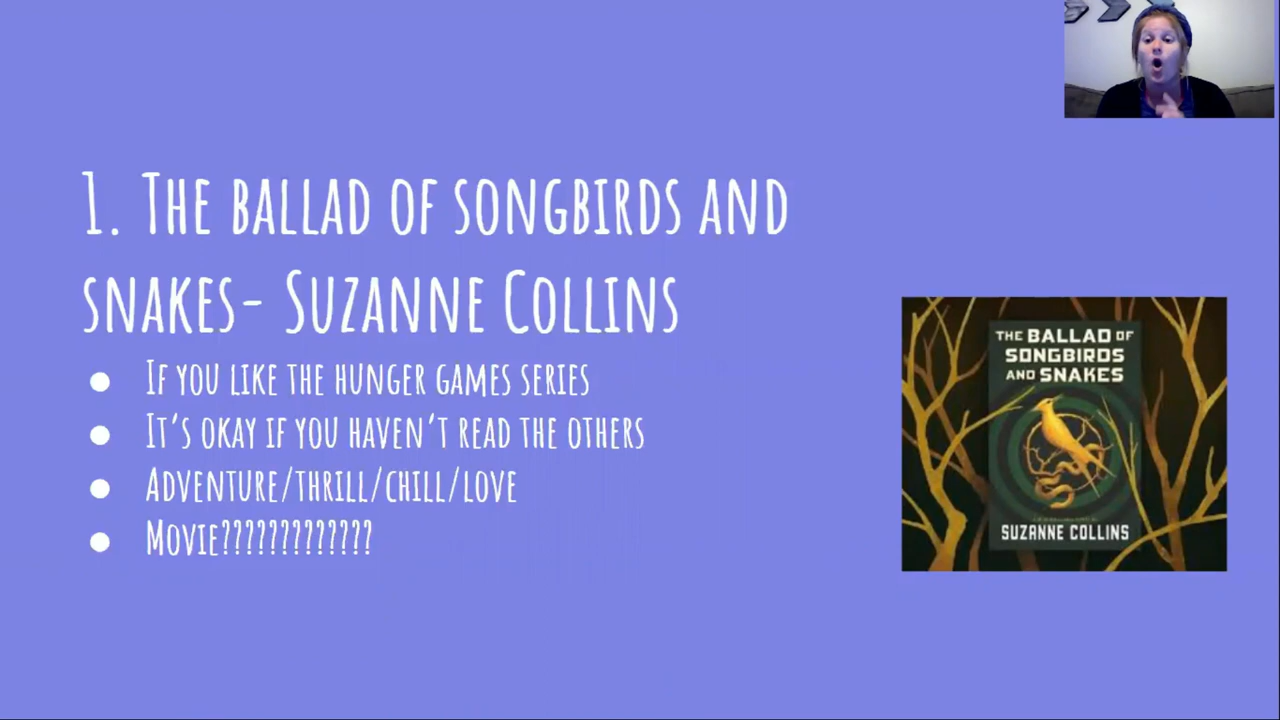 1. The ballad of songbirds and
snakes- Suzanne Collins
● If you like the hunger games series
● It's okay if you haven't read the others
● Adventure/thrill/chill/love
● Movie?????????????
THE BALLAD OF
SONGBIRDS
AND SNAKES
SUZANNE COLLINS